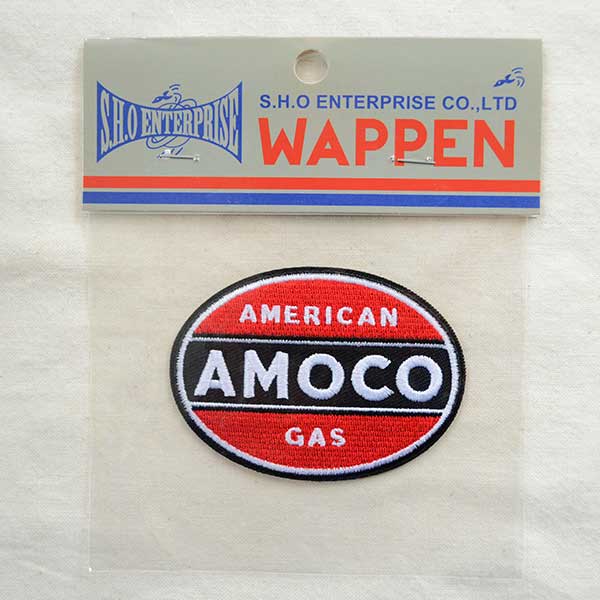 S.H.O ENTERPRISE
S.H.O ENTERPRISE CO.,LTD
WAPPEN
AMERICAN
AMOCO
GAS